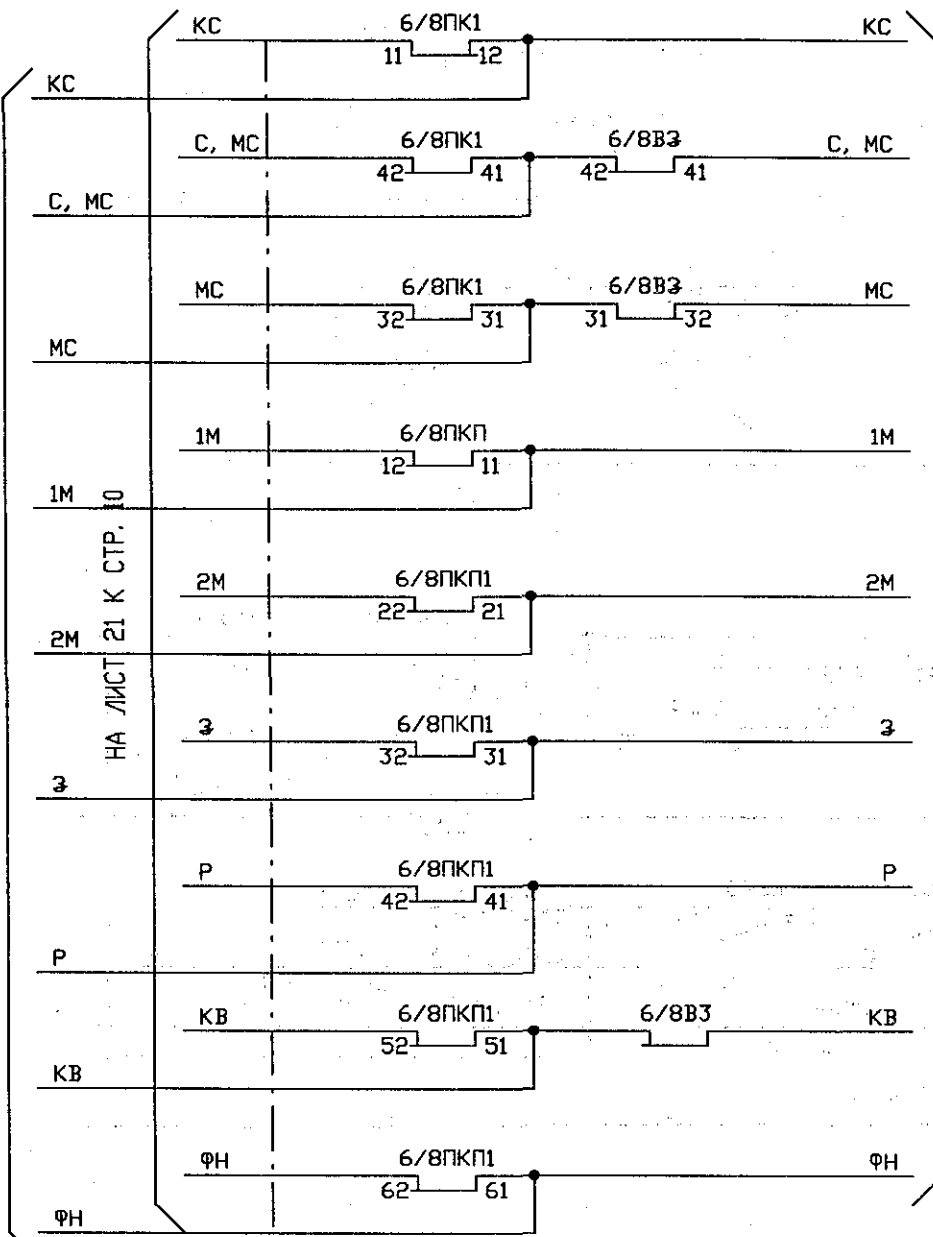 КС 6/8ПК1 КС
11 12
КС
С, МС 6/8ПК1 6/8ВЗ С, МС
42 41 42 41
С, МС
МС 6/8ПК1 6/8ВЗ МС
32 31 31 32
МС
1М 6/8ПКП 1М
12 11
1М
НА ЛИСТ 21 К СТР. 10
2М 6/8ПКП1 2М
22 21
2М
З 6/8ПКП1 З
32 31
З
Р 6/8ПКП1 Р
42 41
Р
КВ 6/8ПКП1 6/8ВЗ КВ
52 51
КВ
ФН 6/8ПКП1 ФН
62 61
ФН